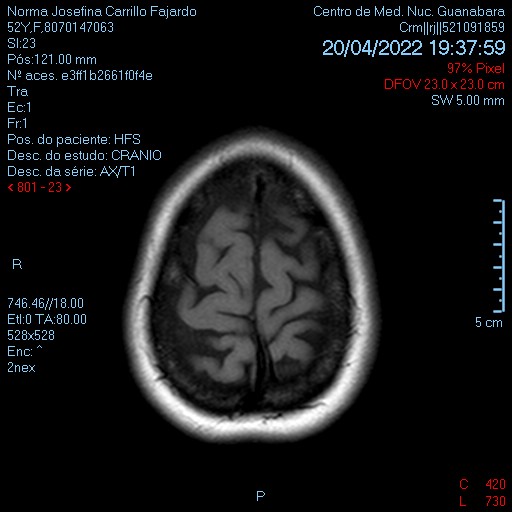 Norma Josefina Carrillo Fajardo
52Y,F,8070147063
Sl:23
Pós:121.00 mm
Nº aces. e3ff1b2661f0f4e
Tra
Ec:1
Fr:1
Pos. do paciente: HFS
Desc. do estudo: CRANIO
Desc. da série: AX/T1
< 801 - 23 >
Centro de Med. Nuc. Guanabara
Crm||rj||521091859
20/04/2022 19:37:59
97% Pixel
DFOV 23.0 x 23.0 cm
SW 5.00 mm
R
5 cm
746.46//18.00
Etl:0 TA:80.00
528x528
Enc: ^
2nex
P
C 420
L 730